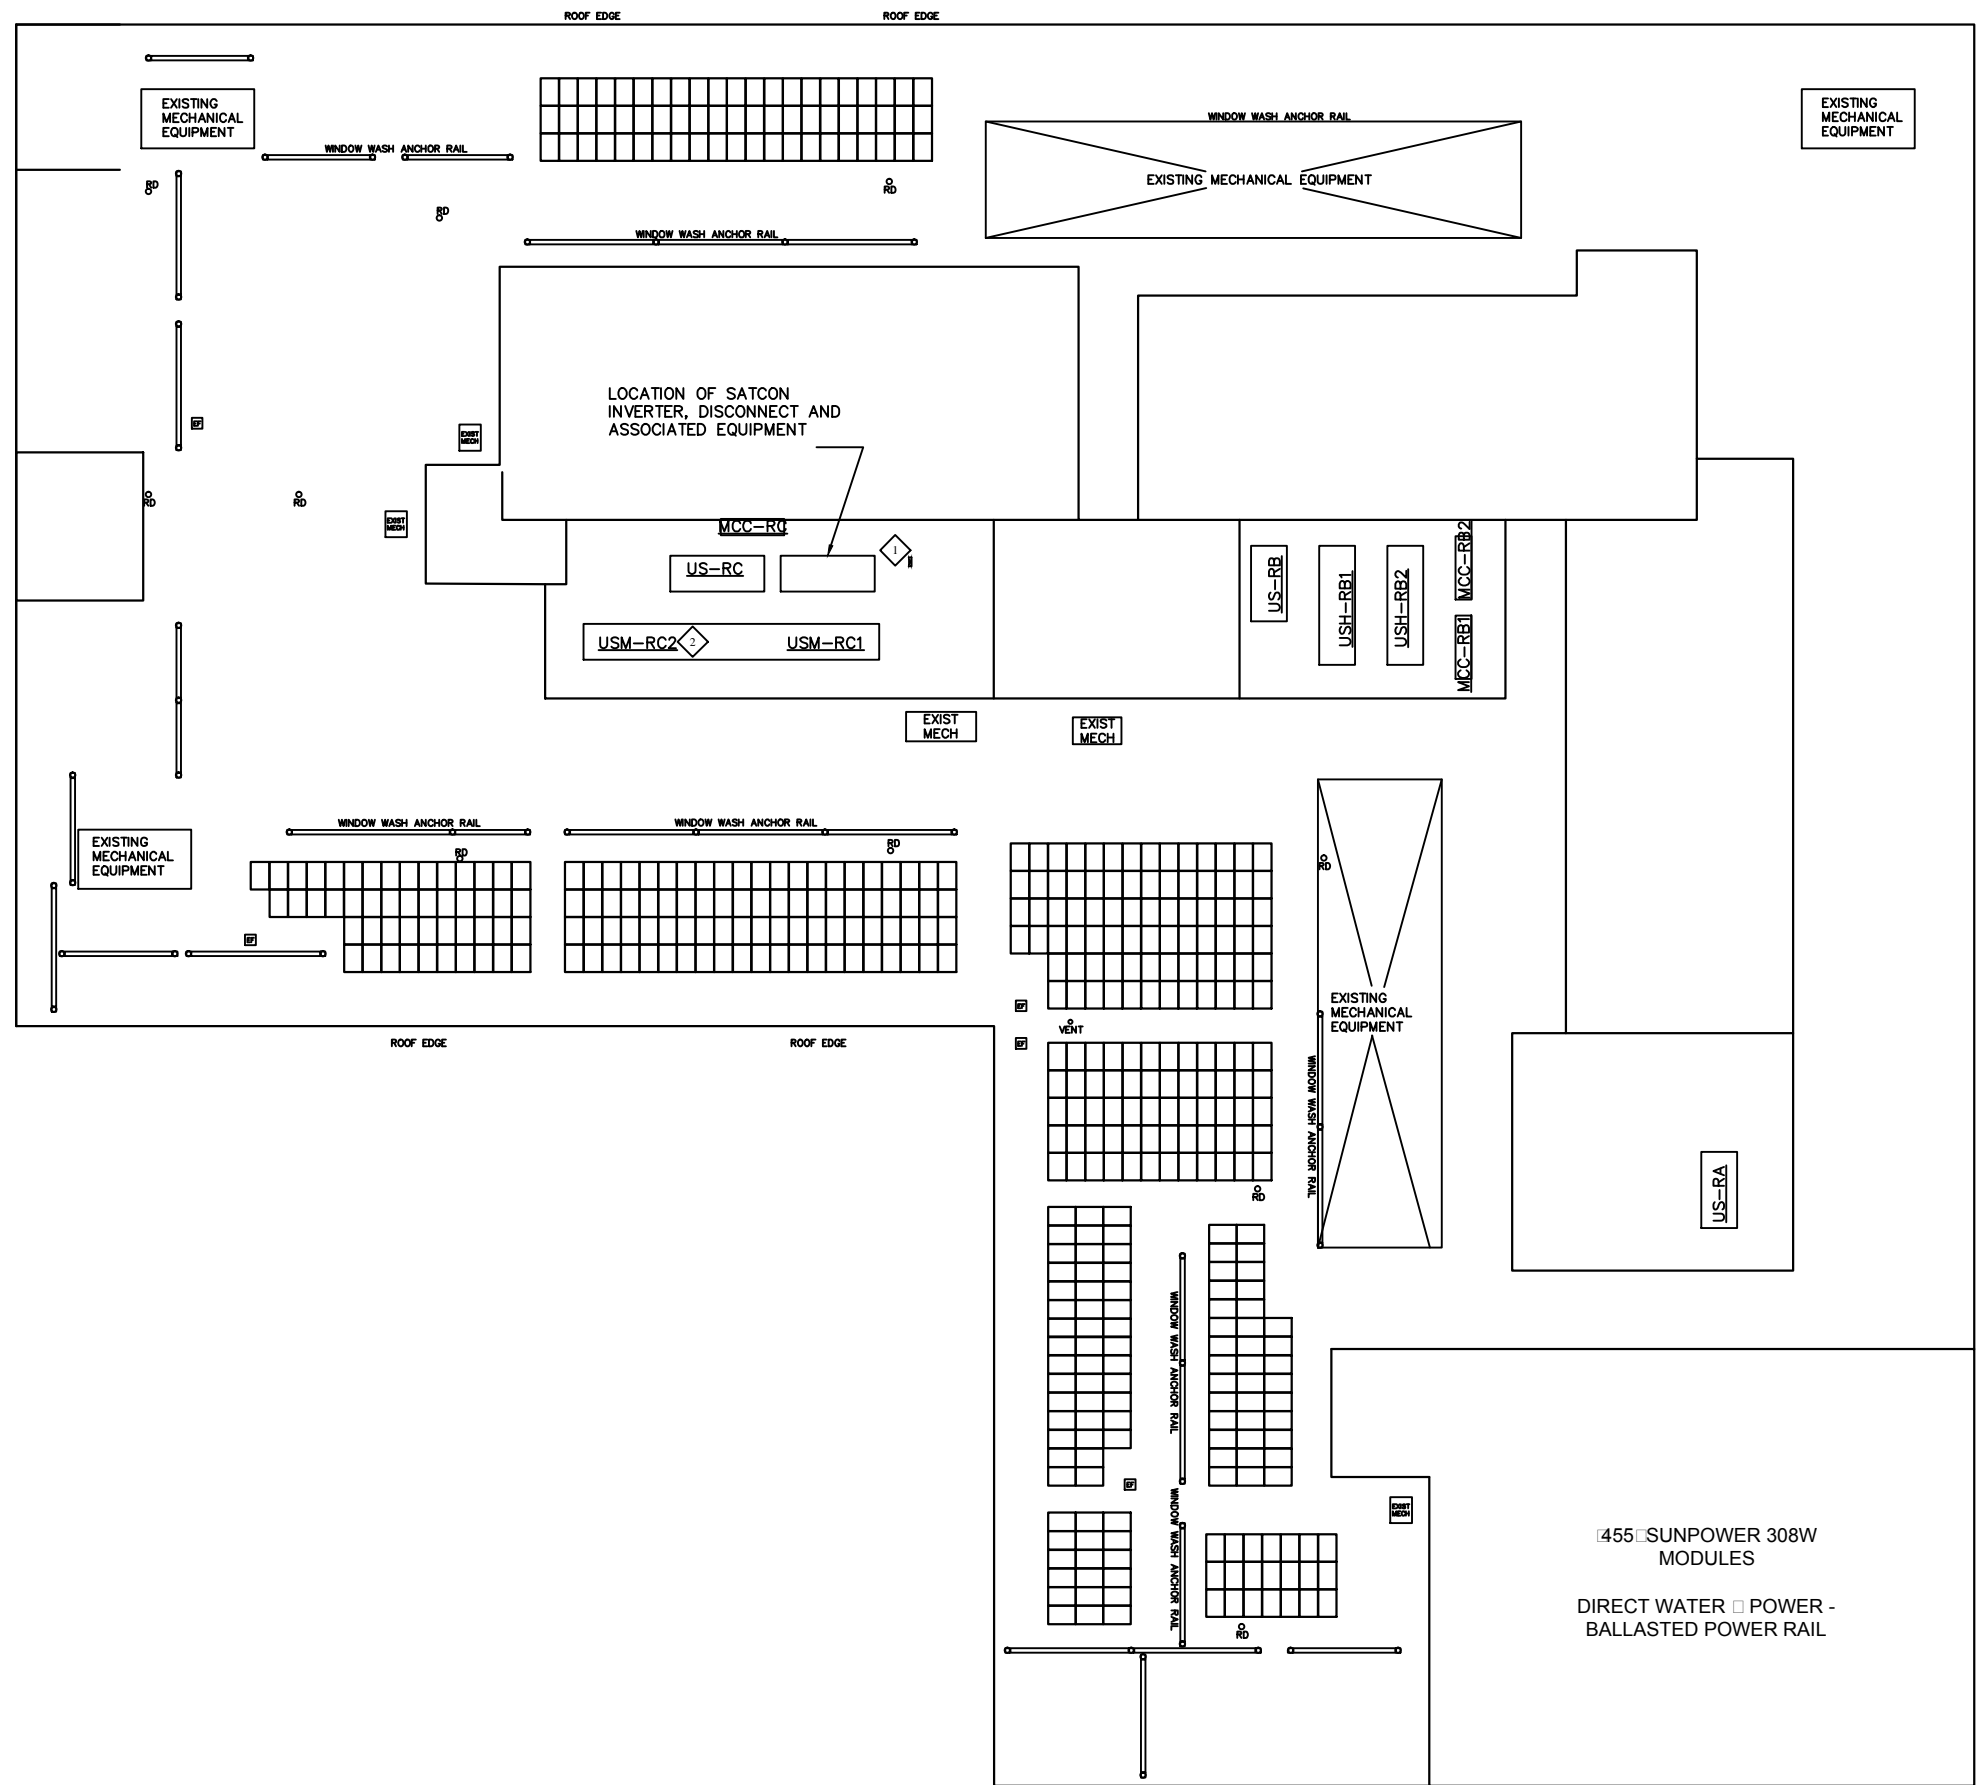 ROOF EDGE
ROOF EDGE
EXISTING
MECHANICAL
EQUIPMENT
EXISTING
MECHANICAL
EQUIPMENT
WINDOW WASH ANCHOR RAIL
WINDOW WASH ANCHOR RAIL
EXISTING MECHANICAL EQUIPMENT
RD
RD
RD
WINDOW WASH ANCHOR RAIL
LOCATION OF SATCON
INVERTER, DISCONNECT AND
ASSOCIATED EQUIPMENT
EF
EXIST
MECH
RD
RD
EXIST
MECH
MCC-RC
1
US-RC
USM-RC2
2
USM-RC1
US-RB
USH-RB1
USH-RB2
MCC-RB2
MCC-RB1
EXIST
MECH
EXIST
MECH
WINDOW WASH ANCHOR RAIL
WINDOW WASH ANCHOR RAIL
EXISTING
MECHANICAL
EQUIPMENT
RD
RD
RD
EF
EXISTING
MECHANICAL
EQUIPMENT
EF
VENT
EF
ROOF EDGE
ROOF EDGE
WINDOW WASH ANCHOR RAIL
RD
US-RA
WINDOW WASH ANCHOR RAIL
EF
WINDOW WASH ANCHOR RAIL
EXIST
MECH
RD
455 SUNPOWER 308W
MODULES
DIRECT WATER POWER -
BALLASTED POWER RAIL